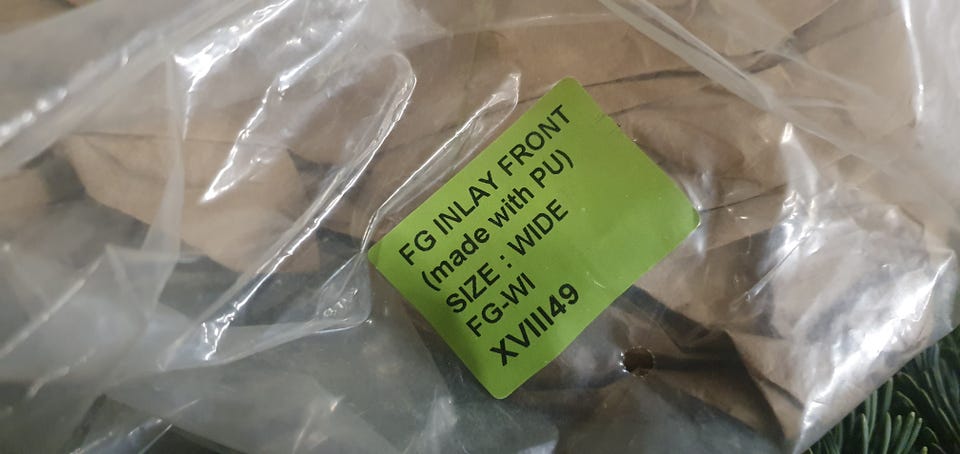 FG INLAY FRONT
(made with PU)
SIZE : WIDE
FG-WI
XVIII49